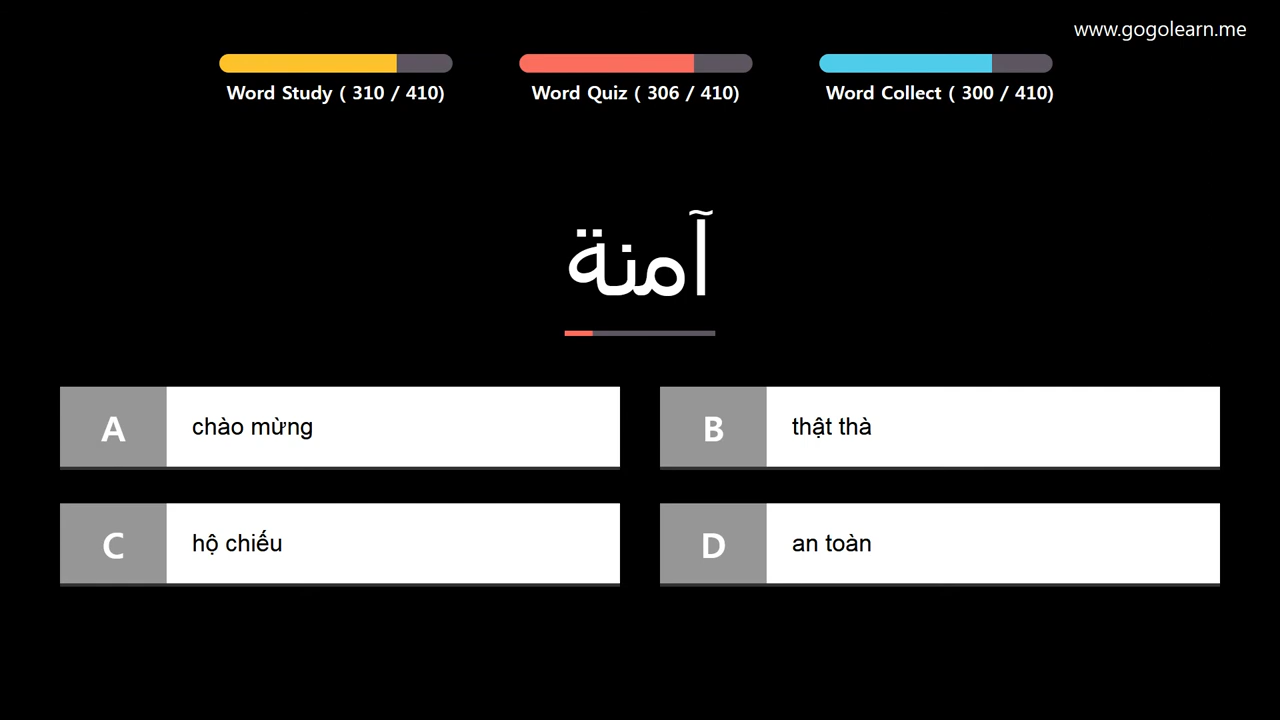 www.gogolearn.me
Word Study ( 310 / 410)
Word Quiz ( 306 / 410)
Word Collect ( 300 / 410)
آمنة
A
chào mừng
B
thật thà
C
hộ chiếu
D
an toàn